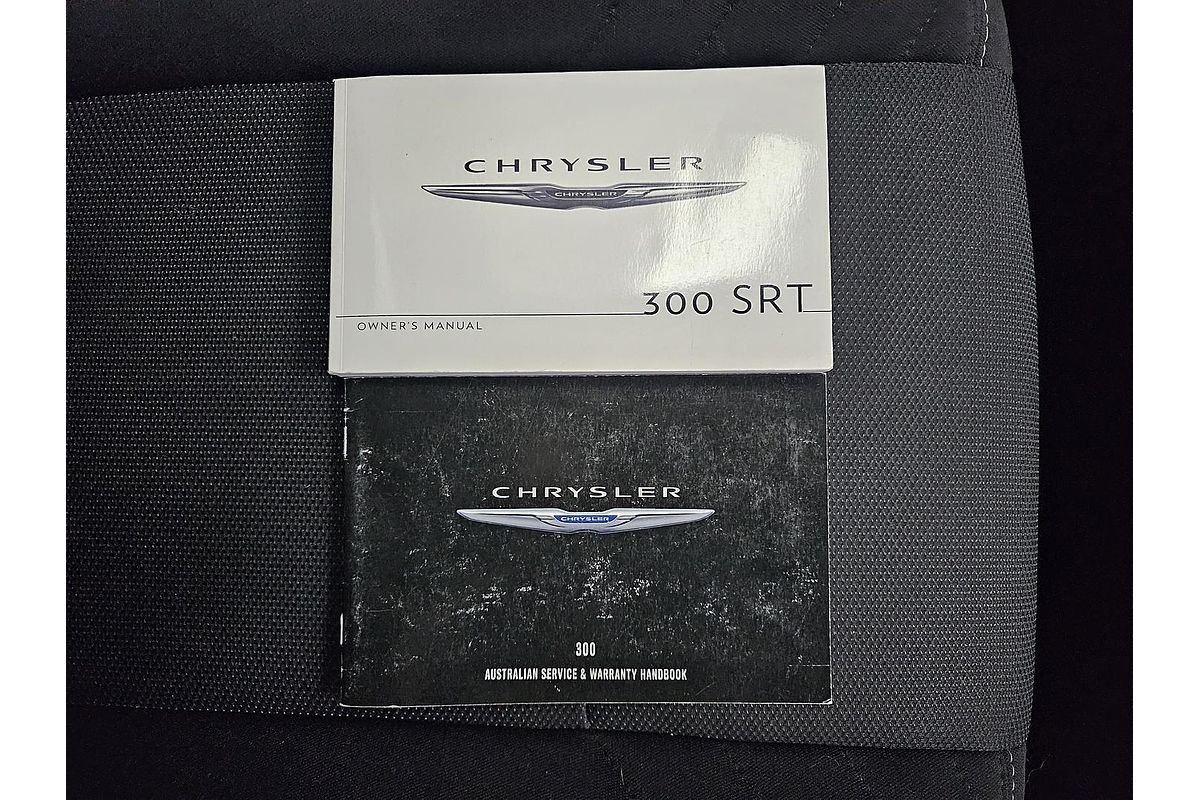 CHRYSLER
CHRYSLER
300 SRT
OWNER'S MANUAL
CHRYSLER
CHRYSLER
300
AUSTRALIAN SERVICE & WARRANTY HANDBOOK